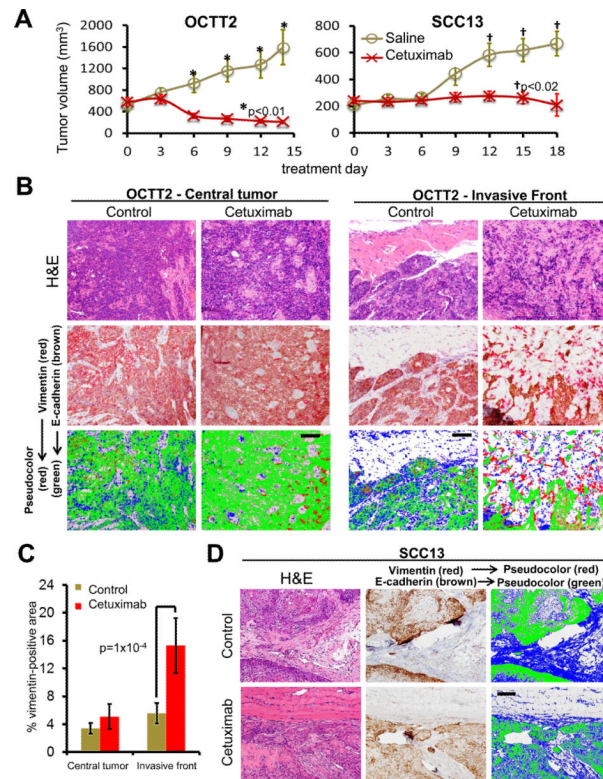 A
OCTT2
SCC13
Tumor volume (mm3)
2000
1600
1200
800
400
0
* * * * *
*p<0.01
0 3 6 9 12 15
800
600
400
200
0
Saline
Cetuximab
† † † †
†p<0.02
0 3 6 9 12 15 18
treatment day
B
OCTT2 - Central tumor
OCTT2 - Invasive Front
Control
Cetuximab
Control
Cetuximab
H&E
Vimentin (red)
E-cadherin (brown)
Pseudocolor
(red)
(green)
C
% vimentin-positive area
24
20
16
12
8
4
0
Control
Cetuximab
p=1x10-4
Central tumor
Invasive front
D
SCC13
H&E
Vimentin (red) → Pseudocolor (red)
E-cadherin (brown) → Pseudocolor (green)
Control
Cetuximab